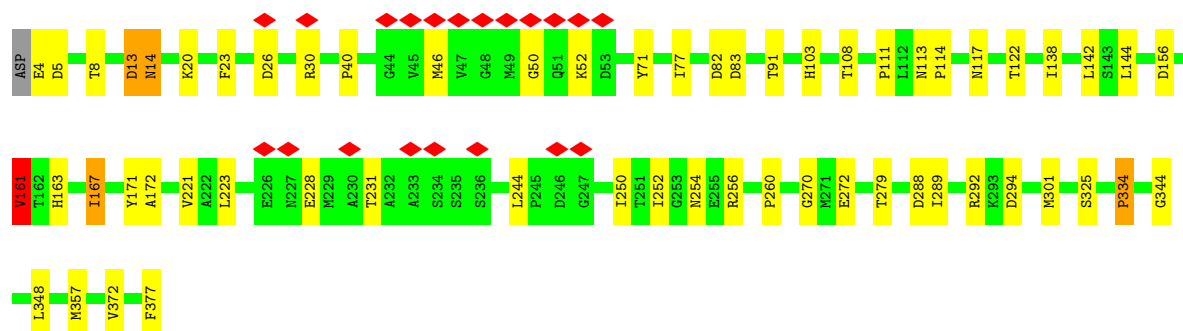 ASP E4 D5 T8 D13 N14 K20 F23 D26 R30 P40 G44 V45 M46 V47 G48 M49 G50 Q51 K52 D53 Y71 I77 D82 D83 T91 H103 T108 P111 L112 N113 P114 N117 T122 I138 L142 S143 L144 D156
V161 T162 H163 I167 Y171 A172 V221 A222 L223 E226 N227 E228 M229 A230 T231 A232 A233 S234 S235 S236 L244 P245 D246 G247 I250 T251 I252 G253 N254 E255 R256 P260 G270 M271 E272 T279 D288 I289 R292 K293 D294 M301 S325 P334 G344
L348 M357 V372 F377